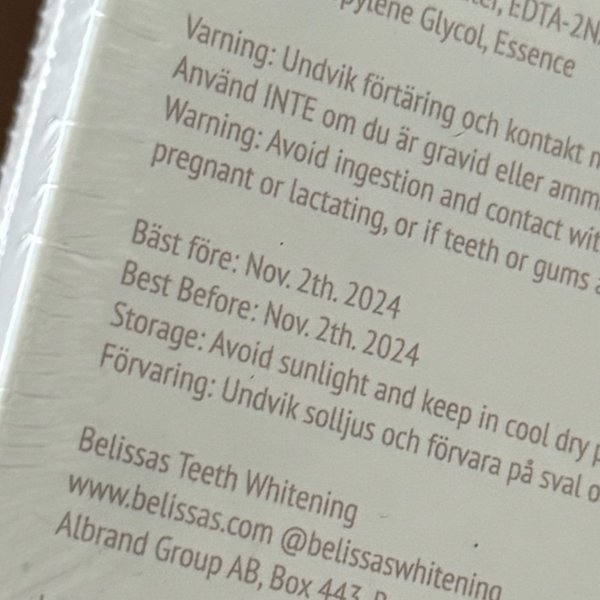 EDTA-2N
Glycol, Essence
Varning: Undvik förtäring och kontakt
Använd INTE om du är gravid eller
Warning: Avoid ingestion and contact
pregnant or lactating, or if teeth or gums
Bäst före: Nov. 2th. 2024
Best Before: Nov. 2th. 2024
Storage: Avoid sunlight and keep in cool dry
Förvaring: Undvik solljus och förvara på sval
Belissas Teeth Whitening
www.belissas.com @belissaswhitening
Albrand Group AB, Box 443,